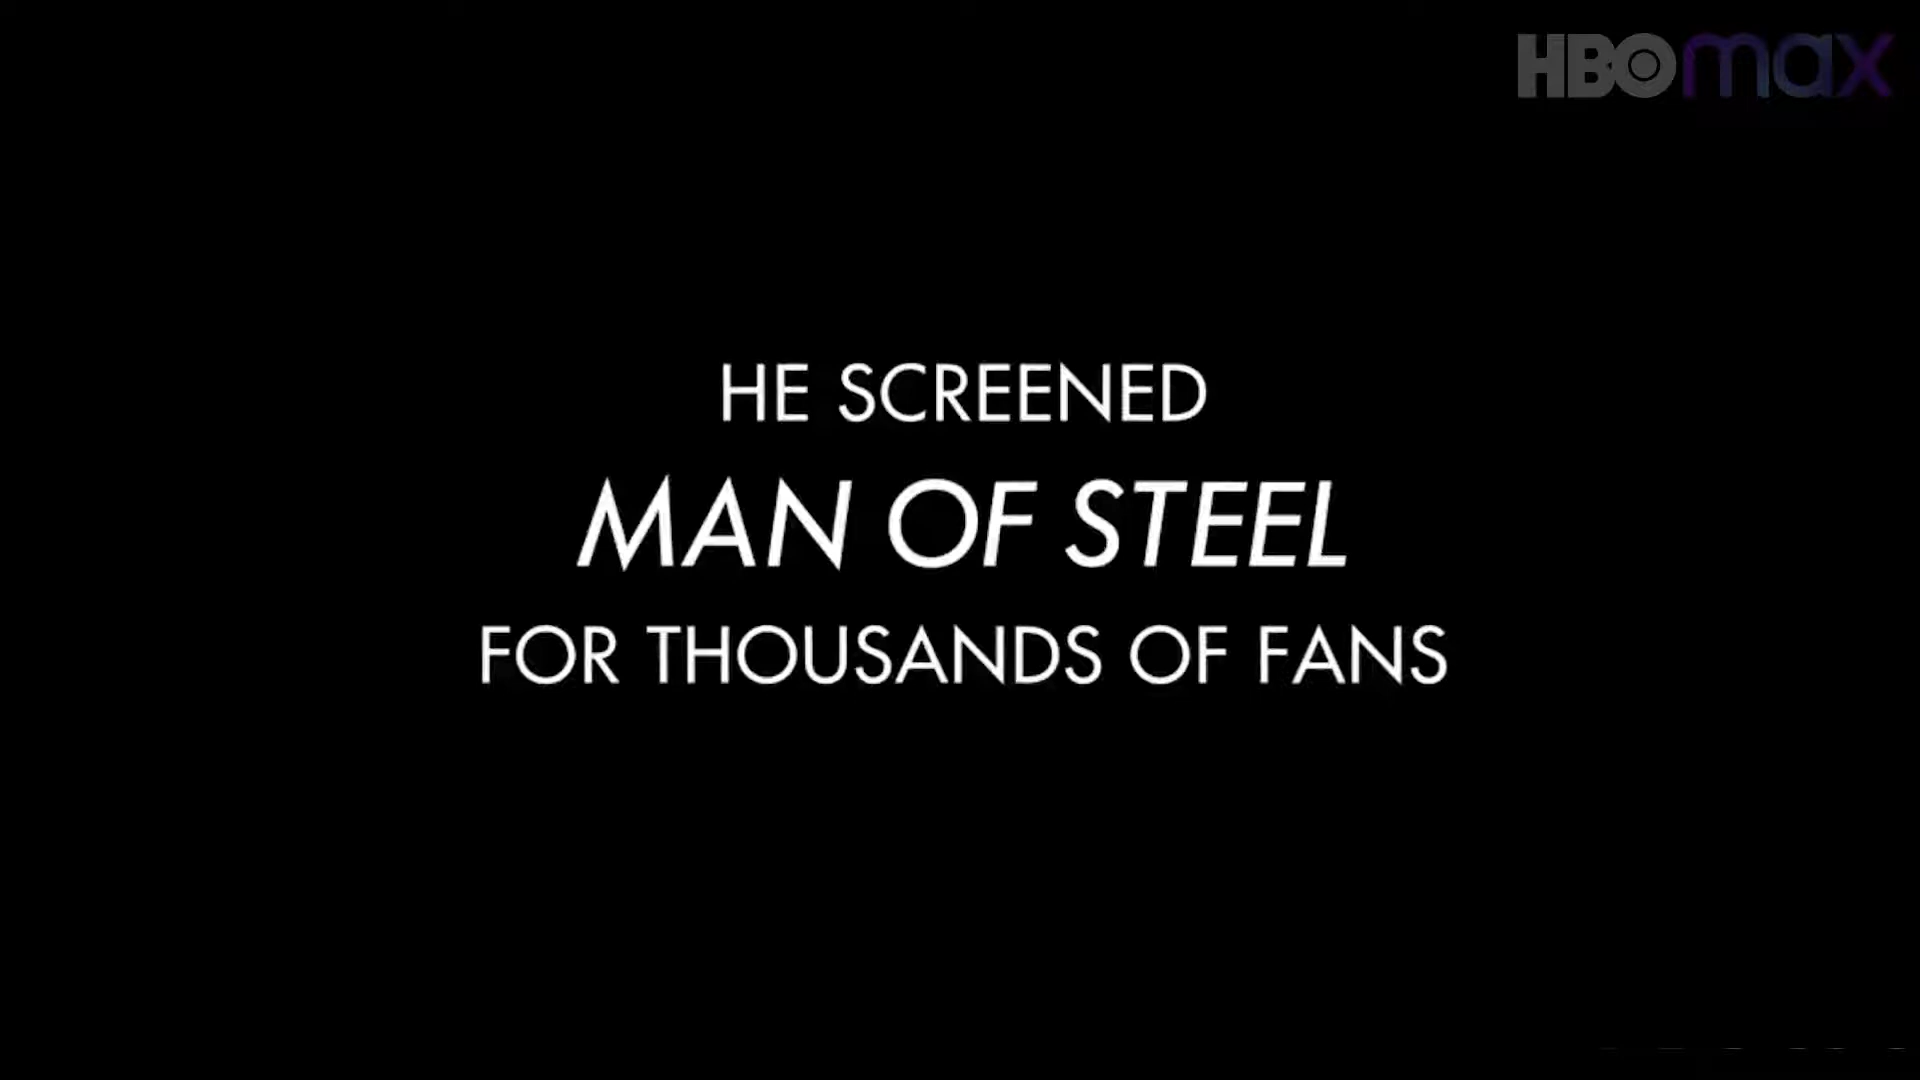 HBOmax
HE SCREENED
MAN OF STEEL
FOR THOUSANDS OF FANS